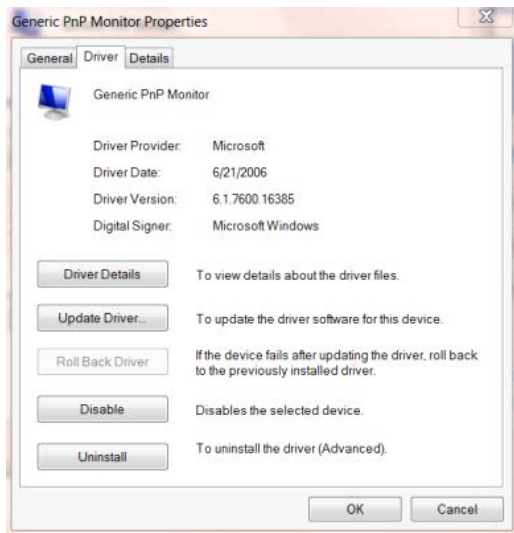 Generic PnP Monitor Properties
General Driver Details
Generic PnP Monitor
Driver Provider: Microsoft
Driver Date: 6/21/2006
Driver Version: 6.1.7600.16385
Digital Signer: Microsoft Windows
Driver Details To view details about the driver files.
Update Driver... To update the driver software for this device.
Roll Back Driver If the device fails after updating the driver, roll back
to the previously installed driver.
Disable Disables the selected device.
Uninstall To uninstall the driver (Advanced).
OK Cancel